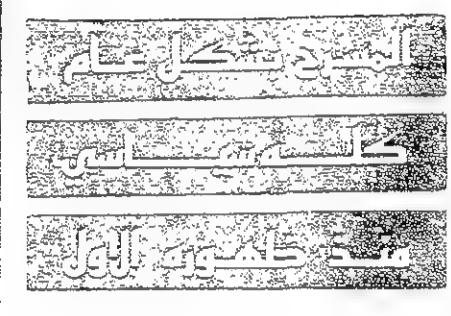 المسرح بشكل عام
كله سياسي
منذ ظهوره الأول